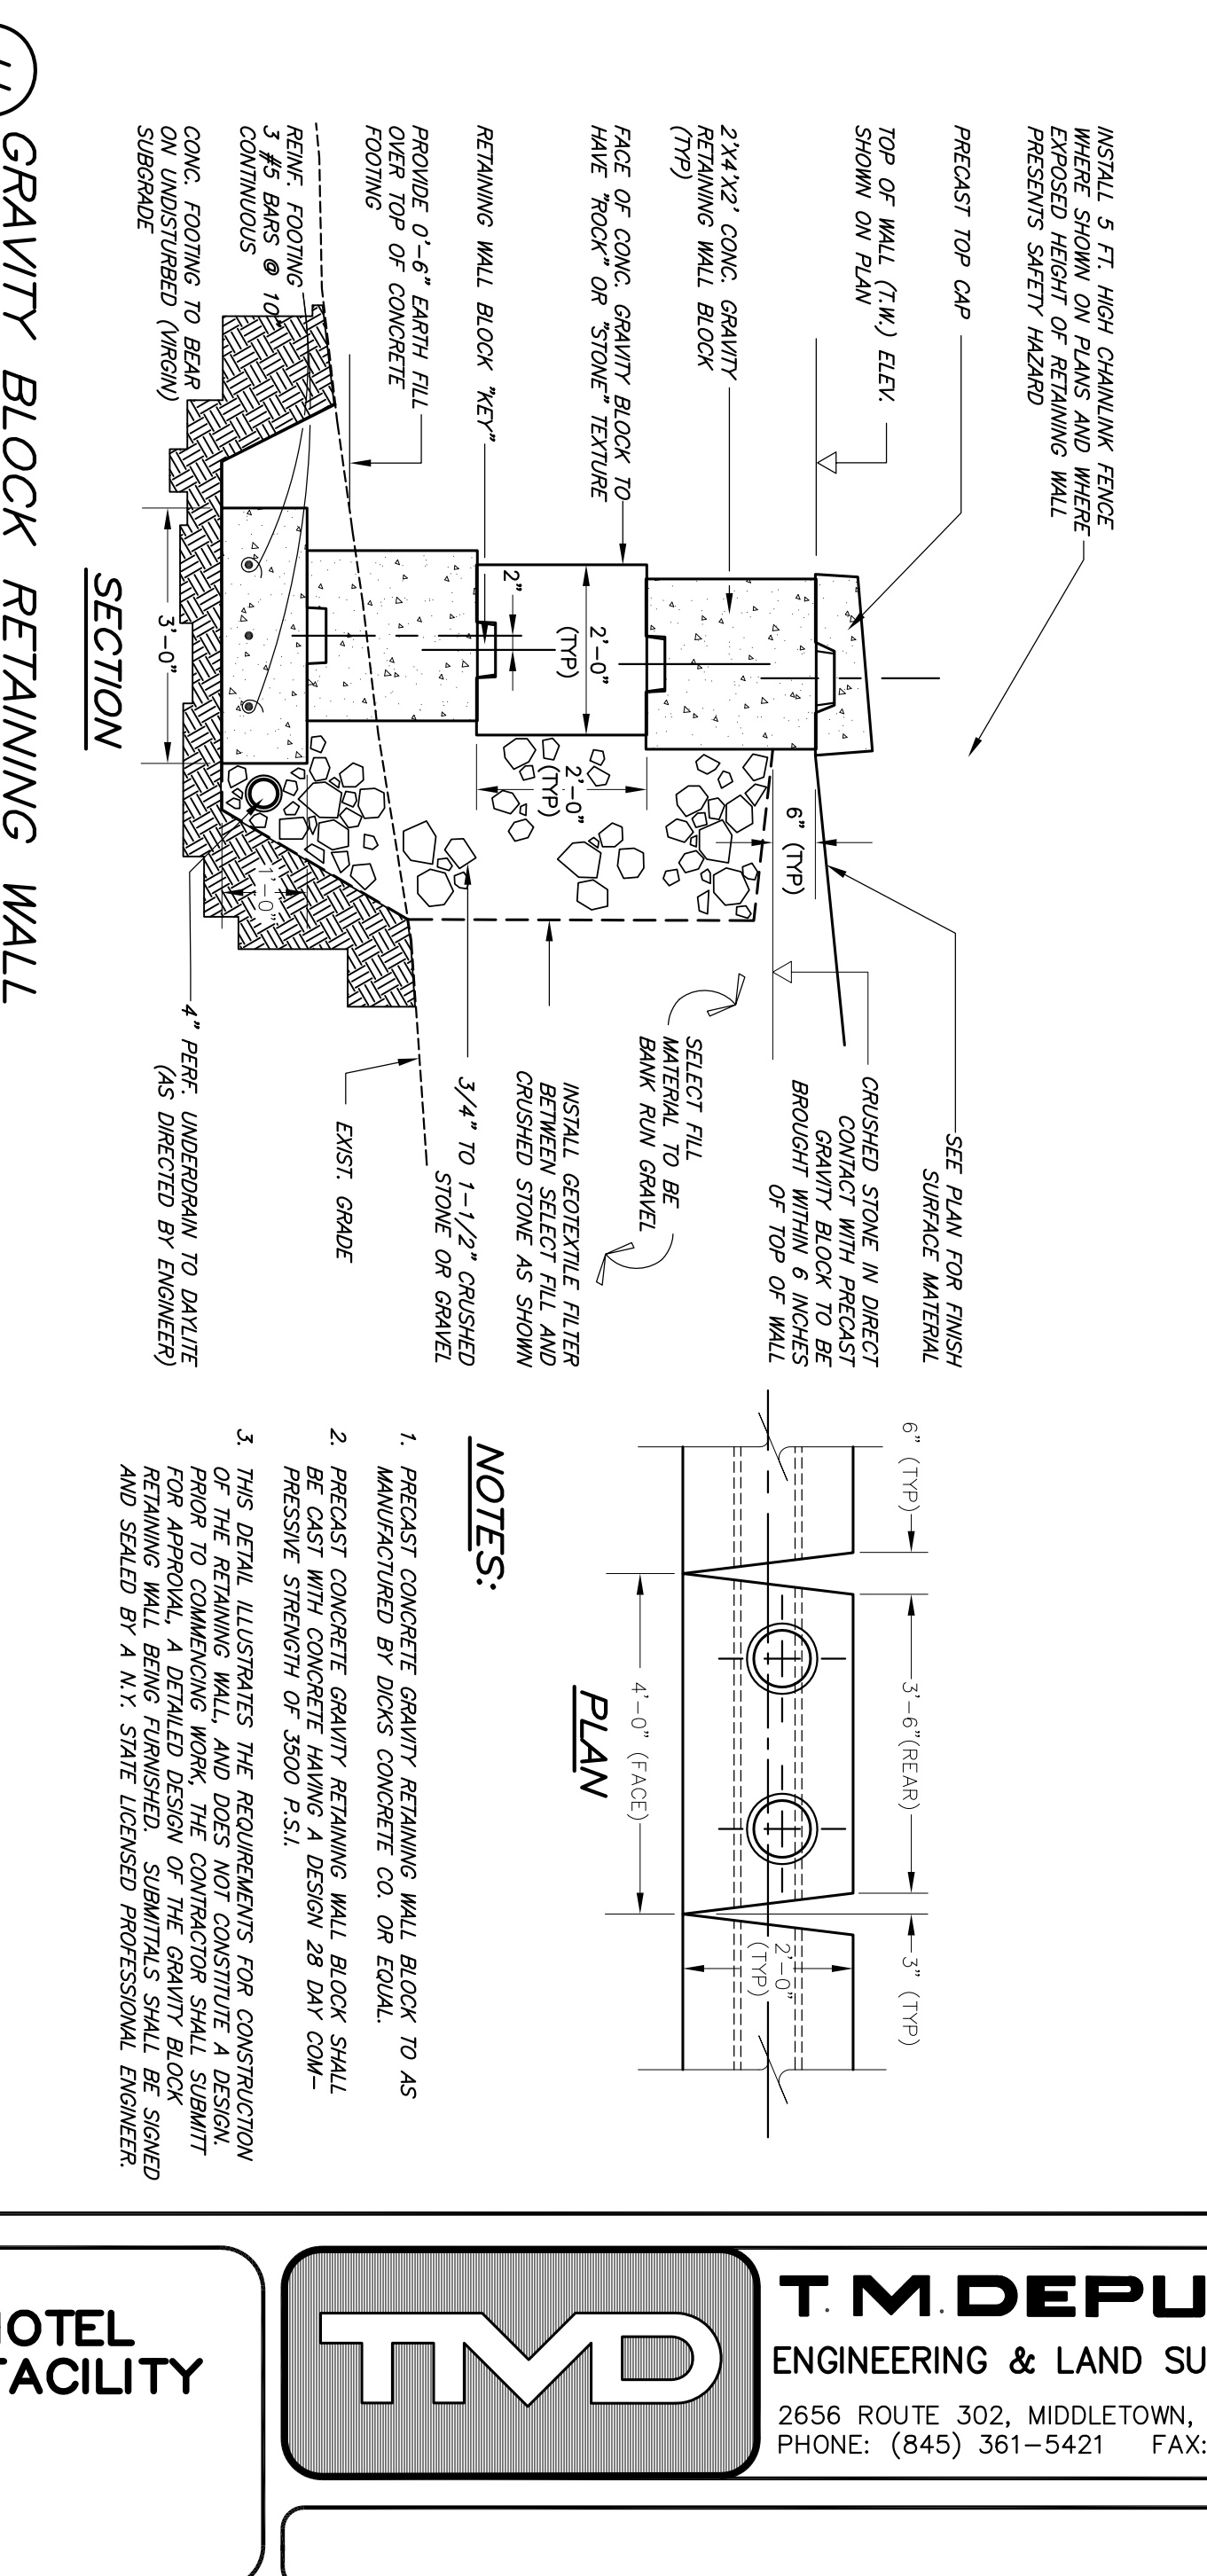 INSTALL 5 FT. HIGH CHAINLINK FENCE
WHERE SHOWN ON PLANS AND WHERE
EXPOSED HEIGHT OF RETAINING WALL
PRESENTS SAFETY HAZARD
PRECAST TOP CAP
TOP OF WALL (T.W.) ELEV.
SHOWN ON PLAN
2'X4'X2' CONC. GRAVITY
RETAINING WALL BLOCK
(TYP)
FACE OF CONC. GRAVITY BLOCK TO
HAVE "ROCK" OR "STONE" TEXTURE
RETAINING WALL BLOCK "KEY"
PROVIDE 0'-6" EARTH FILL
OVER TOP OF CONCRETE
FOOTING
REINF. FOOTING
3 #5 BARS @ 10"
CONTINUOUS
CONC. FOOTING TO BEAR
ON UNDISTURBED (VIRGIN)
SUBGRADE
6" (TYP)
2'-0"
(TYP)
2'-0"
(TYP)
2"
3'-0"
1'-0"
SEE PLAN FOR FINISH
SURFACE MATERIAL
CRUSHED STONE IN DIRECT
CONTACT WITH PRECAST
GRAVITY BLOCK TO BE
BROUGHT WITHIN 6 INCHES
OF TOP OF WALL
SELECT FILL
MATERIAL TO BE
BANK RUN GRAVEL
INSTALL GEOTEXTILE FILTER
BETWEEN SELECT FILL AND
CRUSHED STONE AS SHOWN
3/4" TO 1-1/2" CRUSHED
STONE OR GRAVEL
EXIST. GRADE
4" PERF. UNDERDRAIN TO DAYLITE
(AS DIRECTED BY ENGINEER)
SECTION
GRAVITY BLOCK RETAINING WALL
6" (TYP)
3'-6"(REAR)
3" (TYP)
2'-0"
(TYP)
4'-0" (FACE)
PLAN
NOTES:
1. PRECAST CONCRETE GRAVITY RETAINING WALL BLOCK TO AS
MANUFACTURED BY DICKS CONCRETE CO. OR EQUAL.
2. PRECAST CONCRETE GRAVITY RETAINING WALL BLOCK SHALL
BE CAST WITH CONCRETE HAVING A DESIGN 28 DAY COM-
PRESSIVE STRENGTH OF 3500 P.S.I.
3. THIS DETAIL ILLUSTRATES THE REQUIREMENTS FOR CONSTRUCTION
OF THE RETAINING WALL, AND DOES NOT CONSTITUTE A DESIGN.
PRIOR TO COMMENCING WORK, THE CONTRACTOR SHALL SUBMITT
FOR APPROVAL, A DETAILED DESIGN OF THE GRAVITY BLOCK
RETAINING WALL BEING FURNISHED. SUBMITTALS SHALL BE SIGNED
AND SEALED BY A N.Y. STATE LICENSED PROFESSIONAL ENGINEER.
TMD
T.M.DEPU
ENGINEERING & LAND SU
2656 ROUTE 302, MIDDLETOWN,
PHONE: (845) 361-5421 FAX:
OTEL
FACILITY